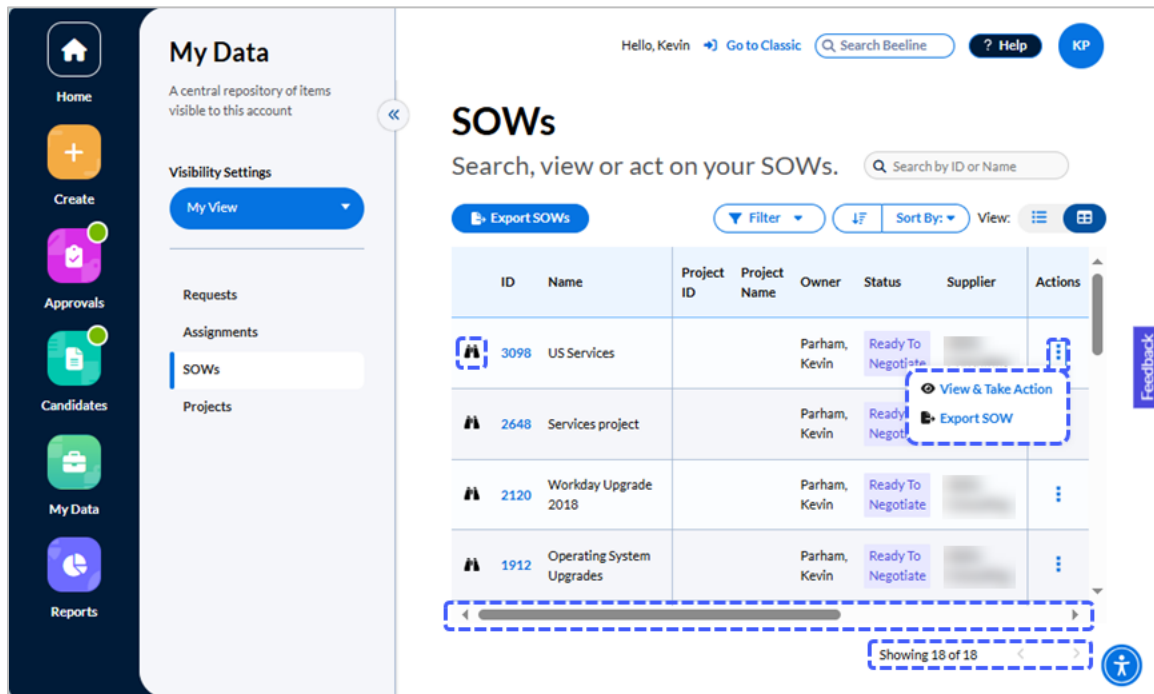 Home
Create
Approvals
Candidates
My Data
Reports
My Data
A central repository of items
visible to this account
Visibility Settings
My View
Requests
Assignments
SOWs
Projects
Hello, Kevin Go to Classic Search Beeline ? Help KP
SOWs
Search, view or act on your SOWs. Search by ID or Name
Export SOWs Filter Sort By: View:
ID Name Project ID Project Name Owner Status Supplier Actions
3098 US Services Parham, Kevin Ready To Negotiate
View & Take Action
Export SOW
2648 Services project Parham, Kevin Ready
2120 Workday Upgrade 2018 Parham, Kevin Ready To Negotiate
1912 Operating System Upgrades Parham, Kevin Ready To Negotiate
Showing 18 of 18
Feedback